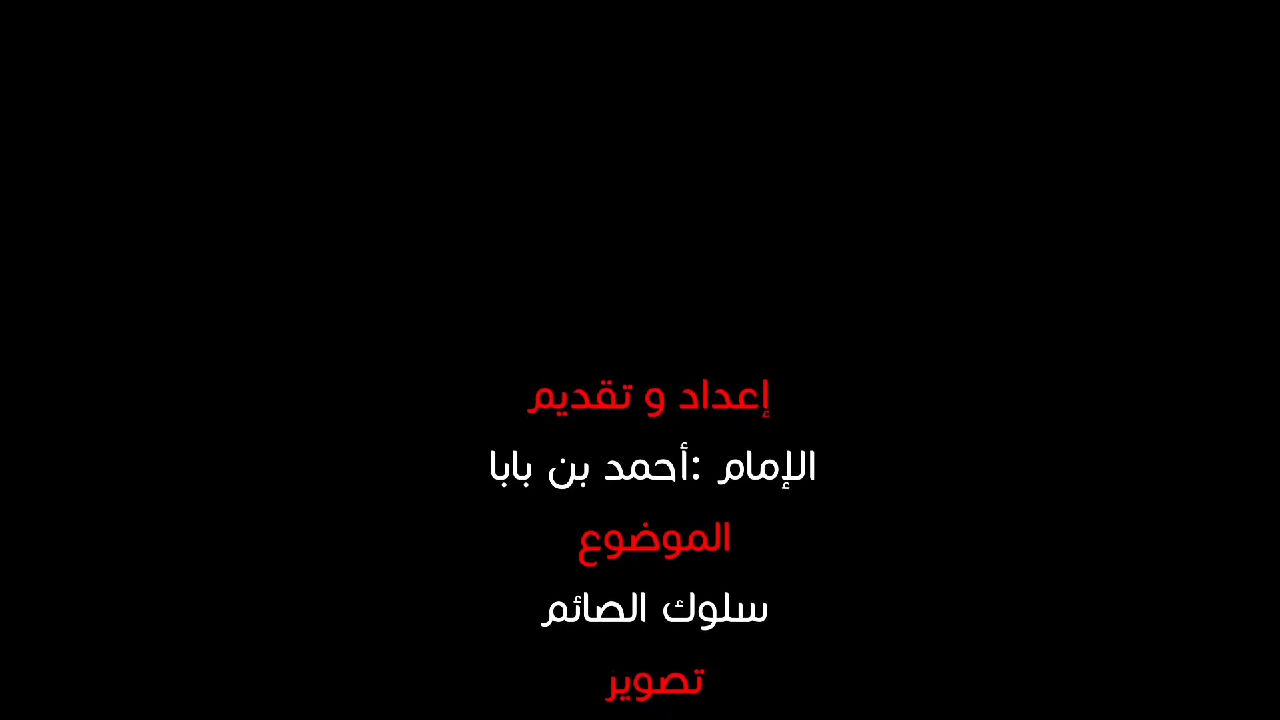 إعداد و تقديم
الإمام :أحمد بن بابا
الموضوع
سلوك الصائم
تصوير